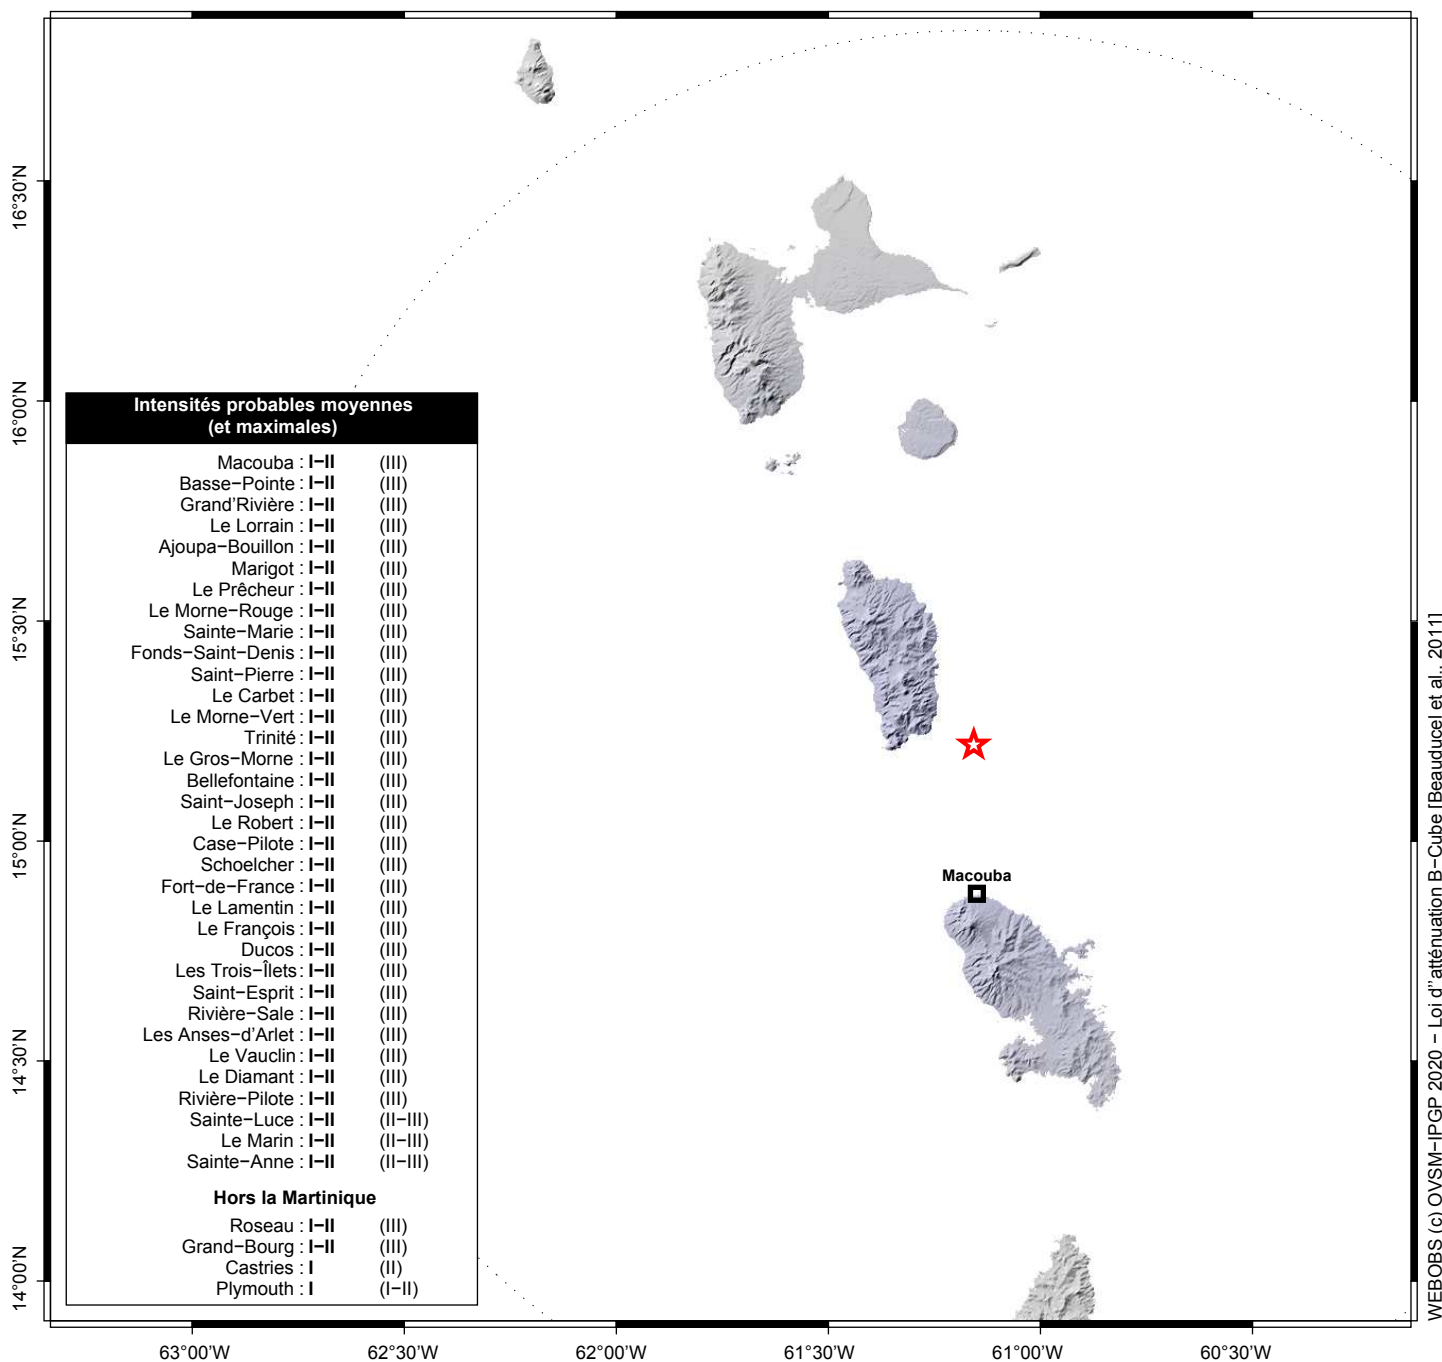 Intensités probables moyennes
(et maximales)
Macouba : I−II (III)
Basse−Pointe : I−II (III)
Grand'Rivière : I−II (III)
Le Lorrain : I−II (III)
Ajoupa−Bouillon : I−II (III)
Marigot : I−II (III)
Le Prêcheur : I−II (III)
Le Morne−Rouge : I−II (III)
Sainte−Marie : I−II (III)
Fonds−Saint−Denis : I−II (III)
Saint−Pierre : I−II (III)
Le Carbet : I−II (III)
Le Morne−Vert : I−II (III)
Trinité : I−II (III)
Le Gros−Morne : I−II (III)
Bellefontaine : I−II (III)
Saint−Joseph : I−II (III)
Le Robert : I−II (III)
Case−Pilote : I−II (III)
Schoelcher : I−II (III)
Fort−de−France : I−II (III)
Le Lamentin : I−II (III)
Le François : I−II (III)
Ducos : I−II (III)
Les Trois−Îlets : I−II (III)
Saint−Esprit : I−II (III)
Rivière−Sale : I−II (III)
Les Anses−d'Arlet : I−II (III)
Le Vauclin : I−II (III)
Le Diamant : I−II (III)
Rivière−Pilote : I−II (III)
Sainte−Luce : I−II (II−III)
Le Marin : I−II (II−III)
Sainte−Anne : I−II (II−III)
Hors la Martinique
Roseau : I−II (III)
Grand−Bourg : I−II (III)
Castries : I (II)
Plymouth : I (I−II)
Macouba
16°30'N
16°00'N
15°30'N
15°00'N
14°30'N
14°00'N
63°00'W
62°30'W
62°00'W
61°30'W
61°00'W
60°30'W
WEBOBS (c) OVSM−IPGP 2020 − Loi d''atténuation B−Cube [Beauducel et al., 2011]